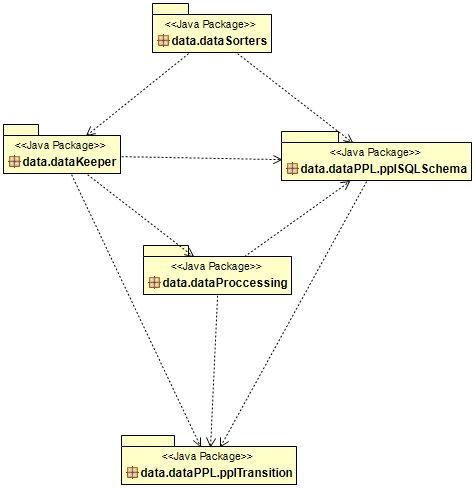 <<Java Package>>
data.dataSorters
<<Java Package>>
data.dataKeeper
<<Java Package>>
data.dataPPL.pplSQLSchema
<<Java Package>>
data.dataProccessing
<<Java Package>>
data.dataPPL.pplTransition